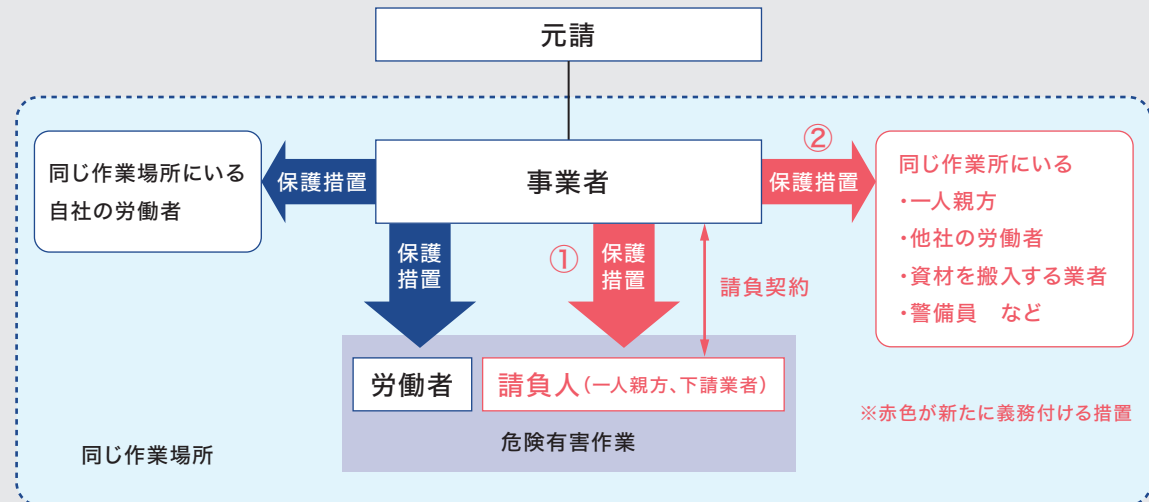 元請
同じ作業場所にいる
自社の労働者
保護措置
事業者
②
保護措置
同じ作業所にいる
・一人親方
・他社の労働者
・資材を搬入する業者
・警備員　など
保護
措置
①
保護
措置
請負契約
労働者
請負人（一人親方、下請業者）
危険有害作業
※赤色が新たに義務付ける措置
同じ作業場所